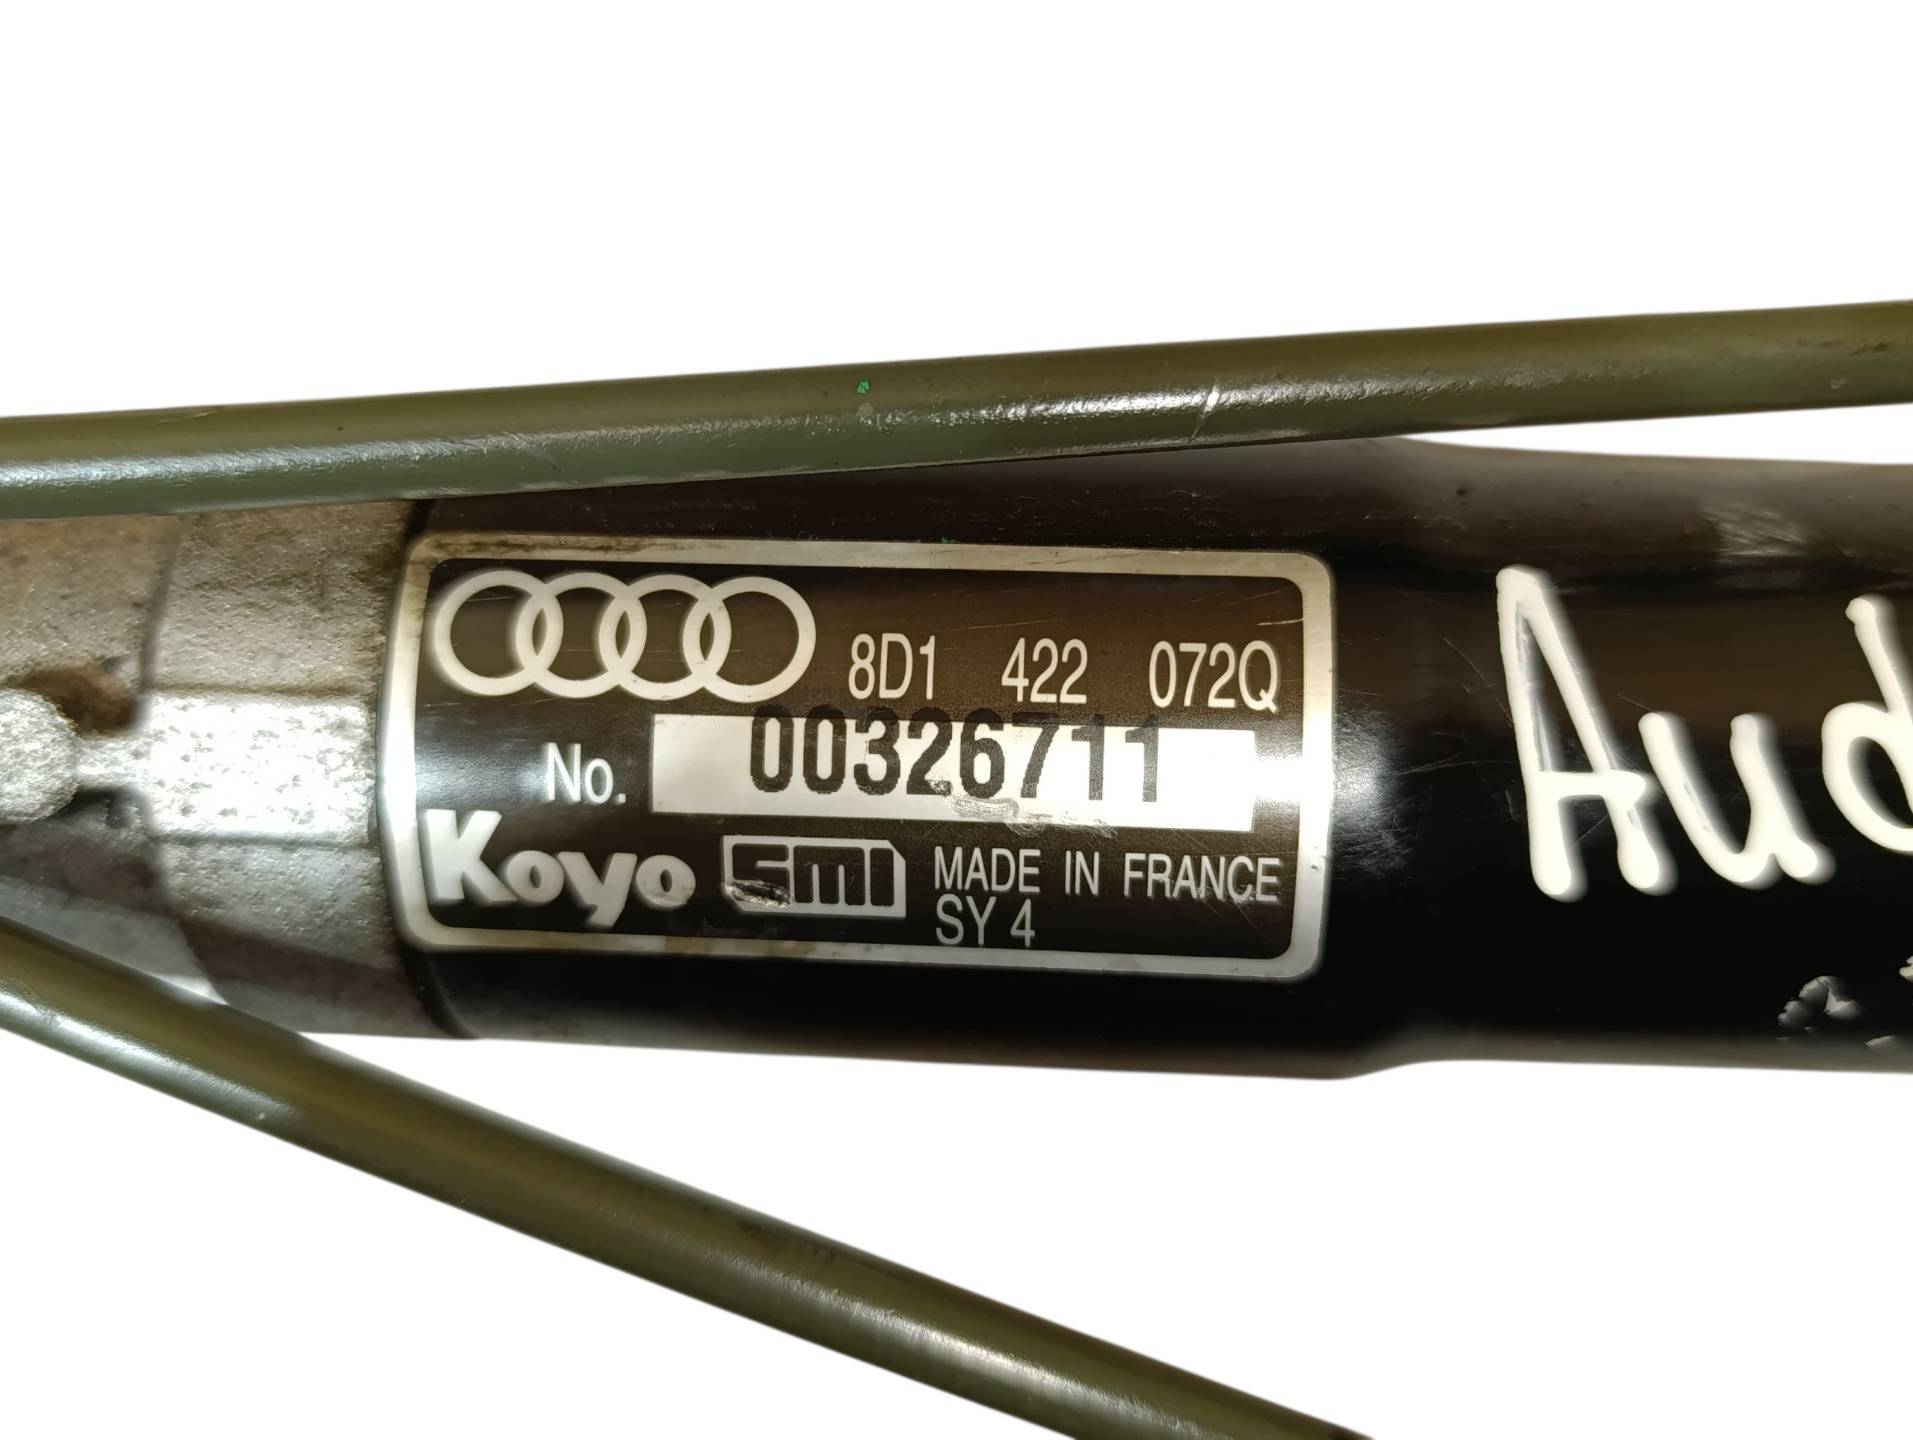 8D1 422 072Q
No. 00326711
Koyo SMI MADE IN FRANCE
SY 4
Aud